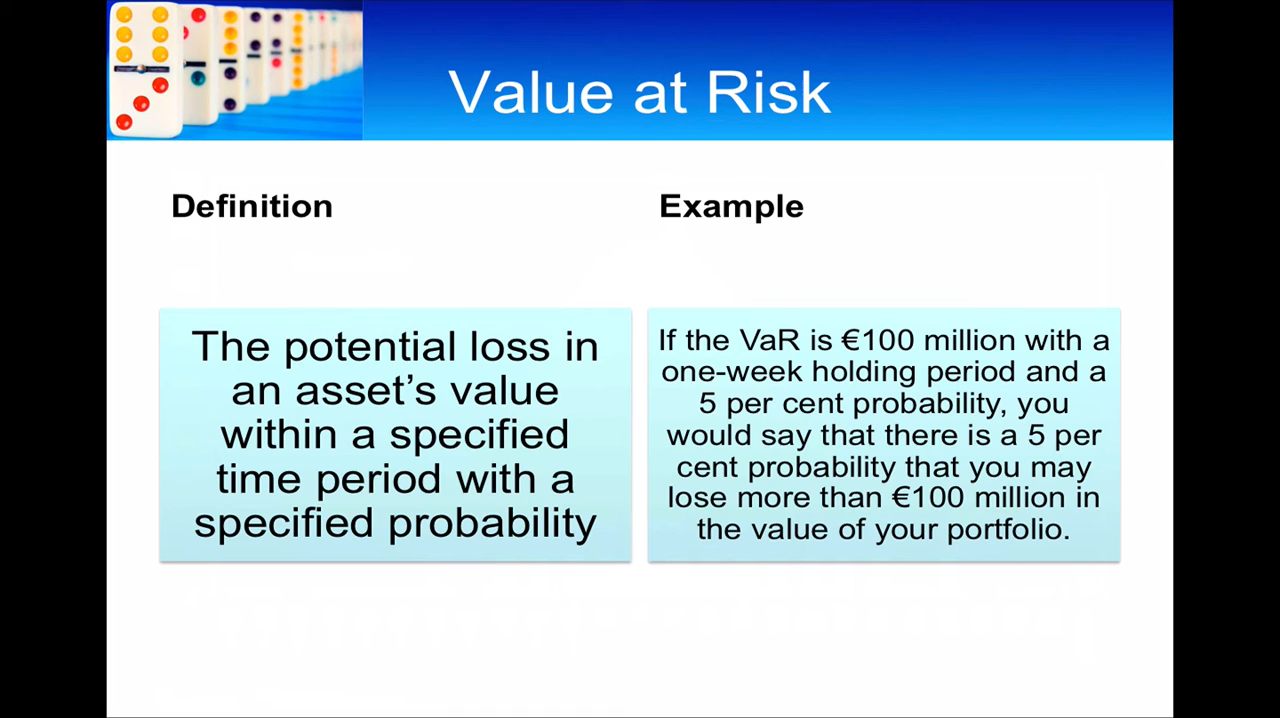 Value at Risk
Definition
Example
The potential loss in
an asset’s value
within a specified
time period with a
specified probability
If the VaR is €100 million with a
one-week holding period and a
5 per cent probability, you
would say that there is a 5 per
cent probability that you may
lose more than €100 million in
the value of your portfolio.